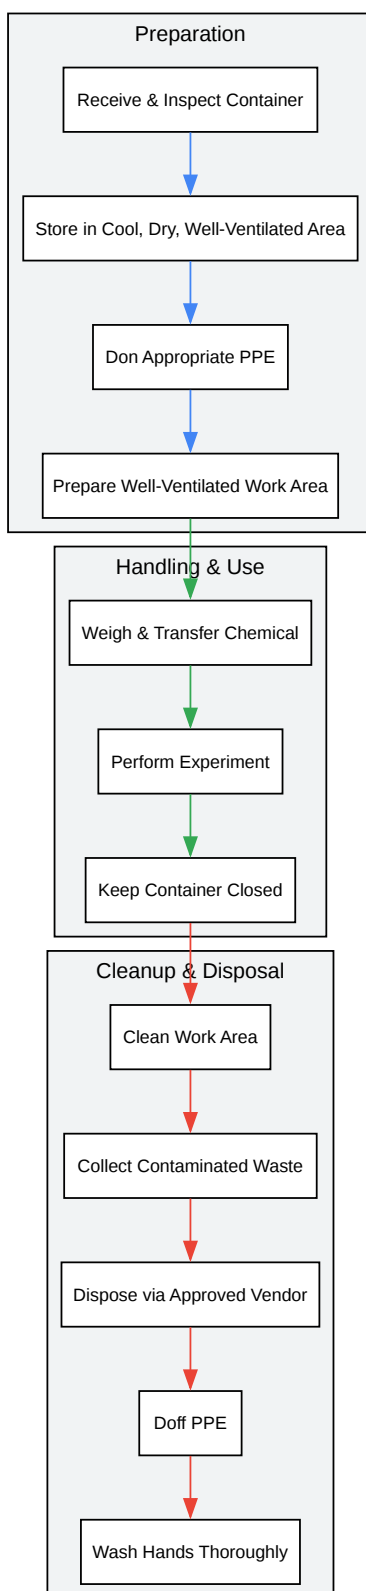 Preparation
Receive & Inspect Container
Store in Cool, Dry, Well-Ventilated Area
Don Appropriate PPE
Prepare Well-Ventilated Work Area
Handling & Use
Weigh & Transfer Chemical
Perform Experiment
Keep Container Closed
Cleanup & Disposal
Clean Work Area
Collect Contaminated Waste
Dispose via Approved Vendor
Doff PPE
Wash Hands Thoroughly